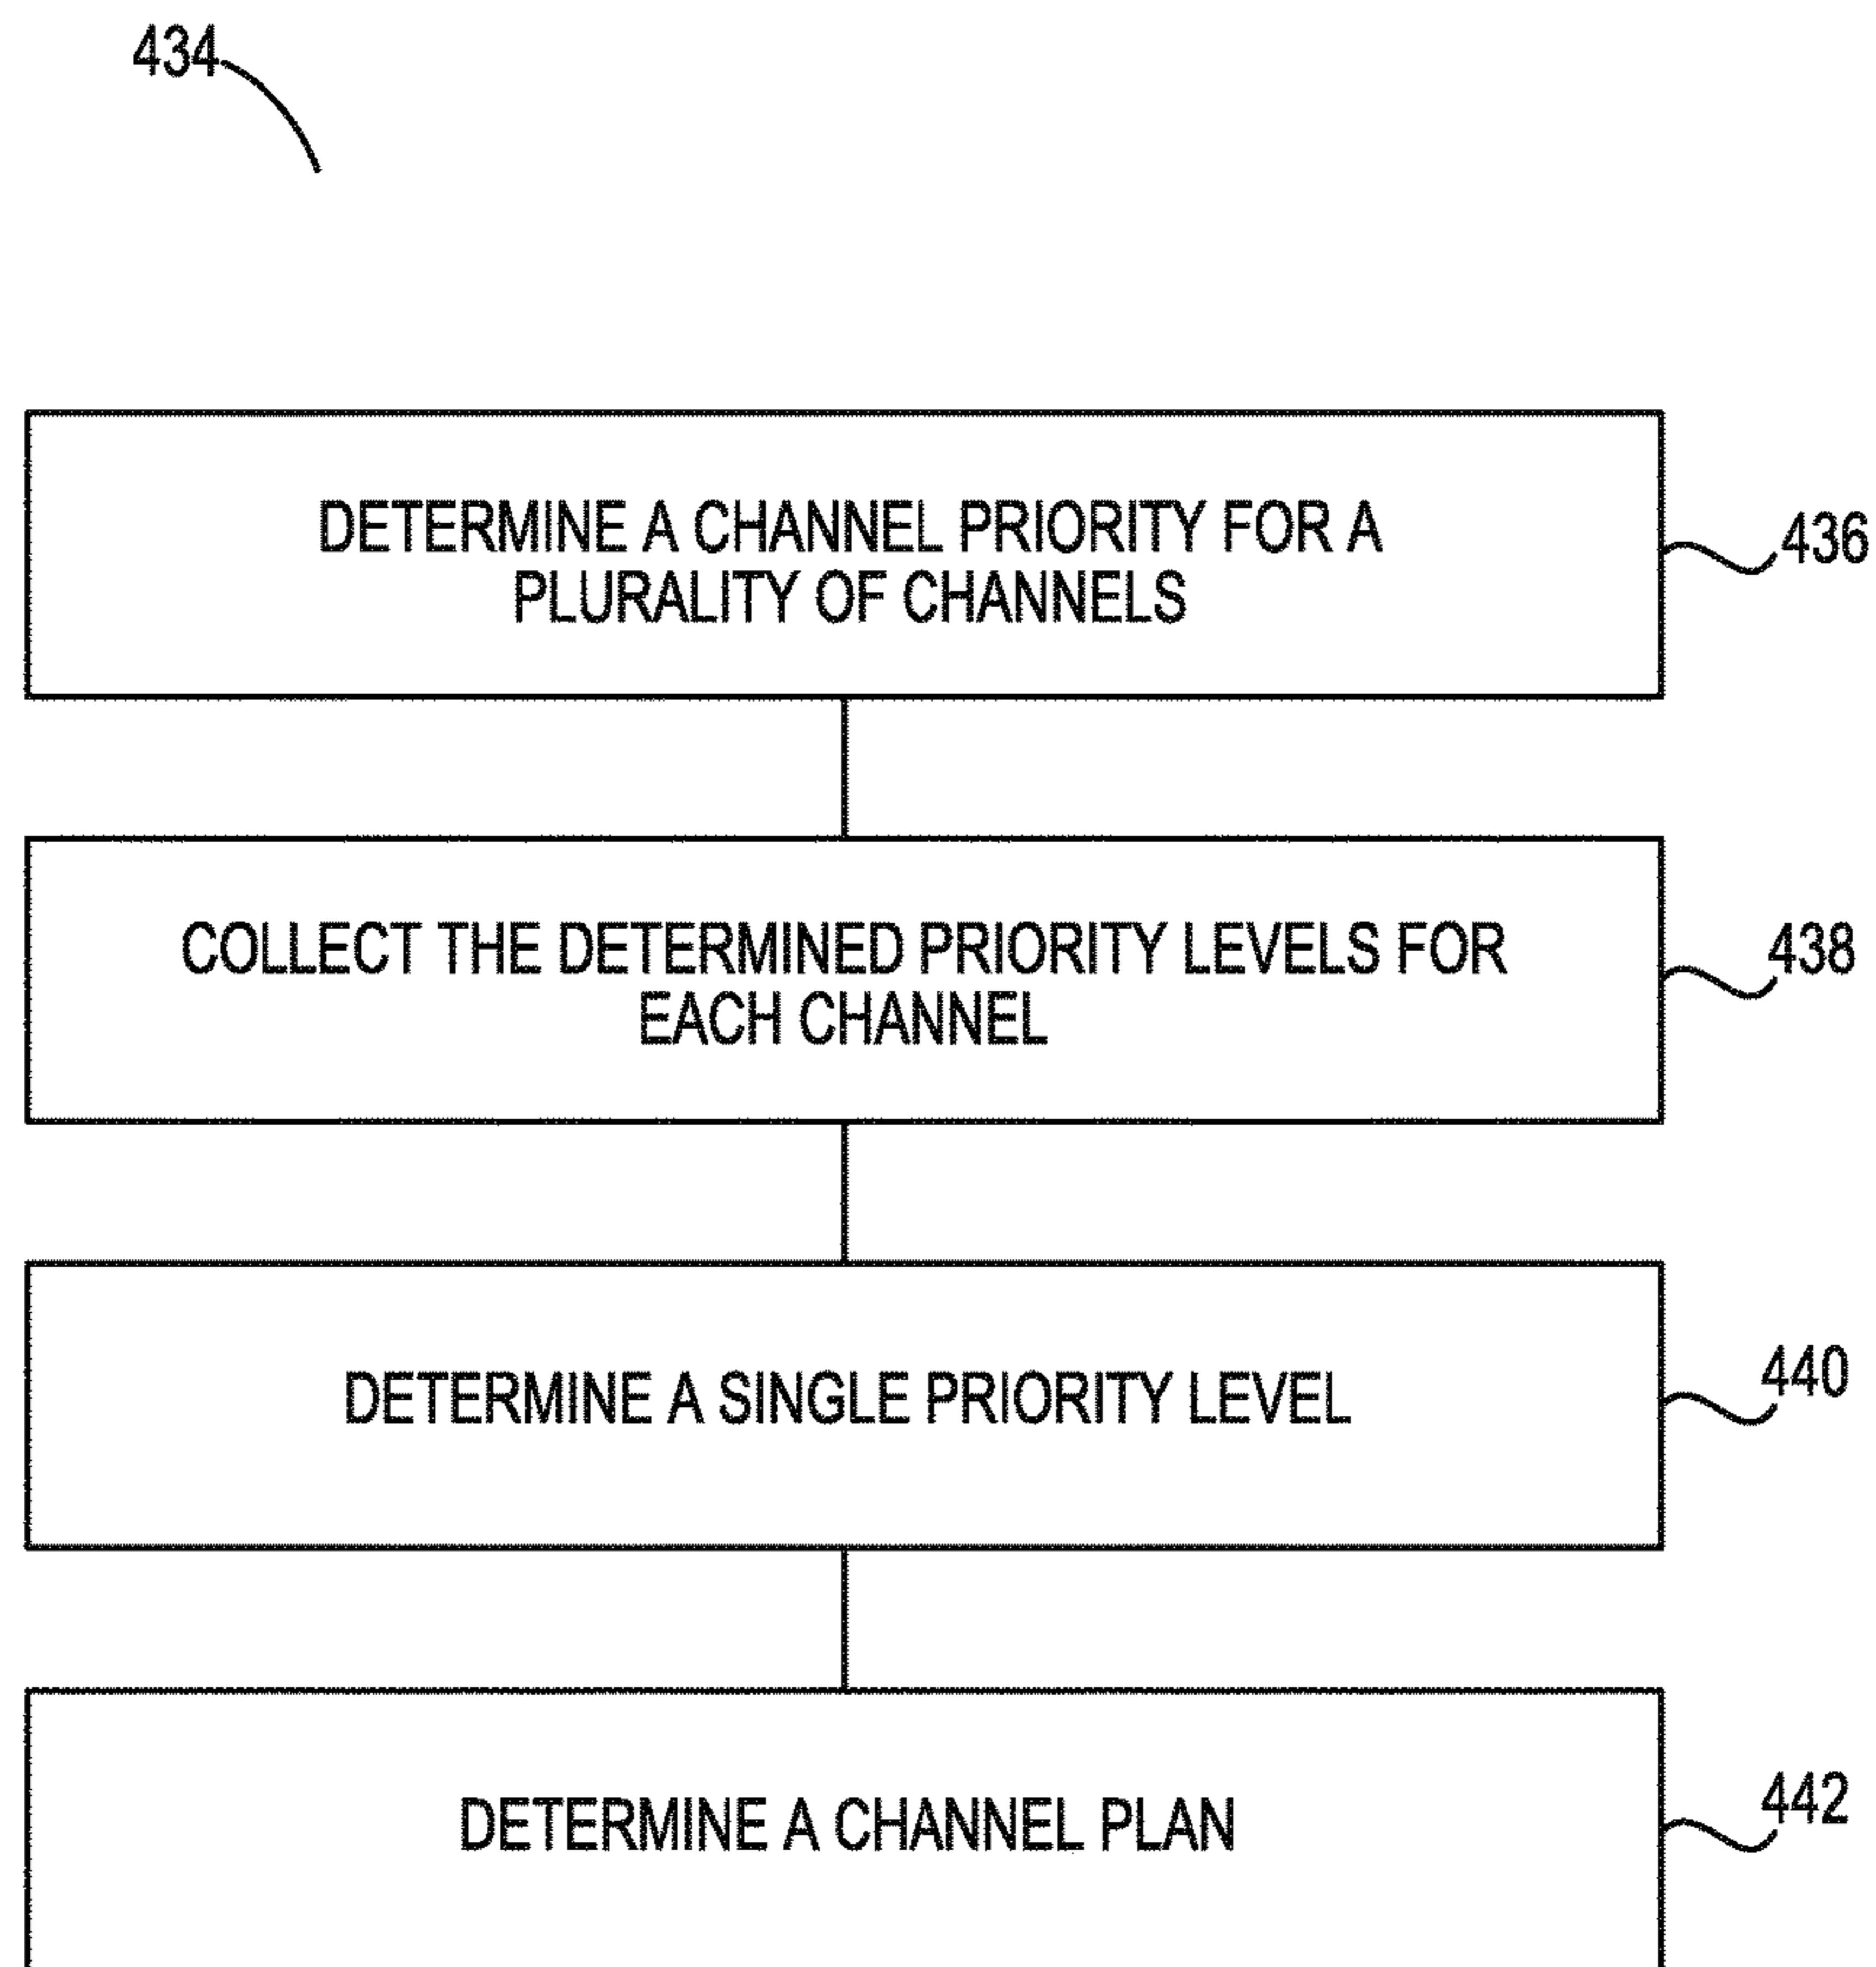 434
DETERMINE A CHANNEL PRIORITY FOR A
PLURALITY OF CHANNELS
436
COLLECT THE DETERMINED PRIORITY LEVELS FOR
EACH CHANNEL
438
DETERMINE A SINGLE PRIORITY LEVEL
440
DETERMINE A CHANNEL PLAN
442